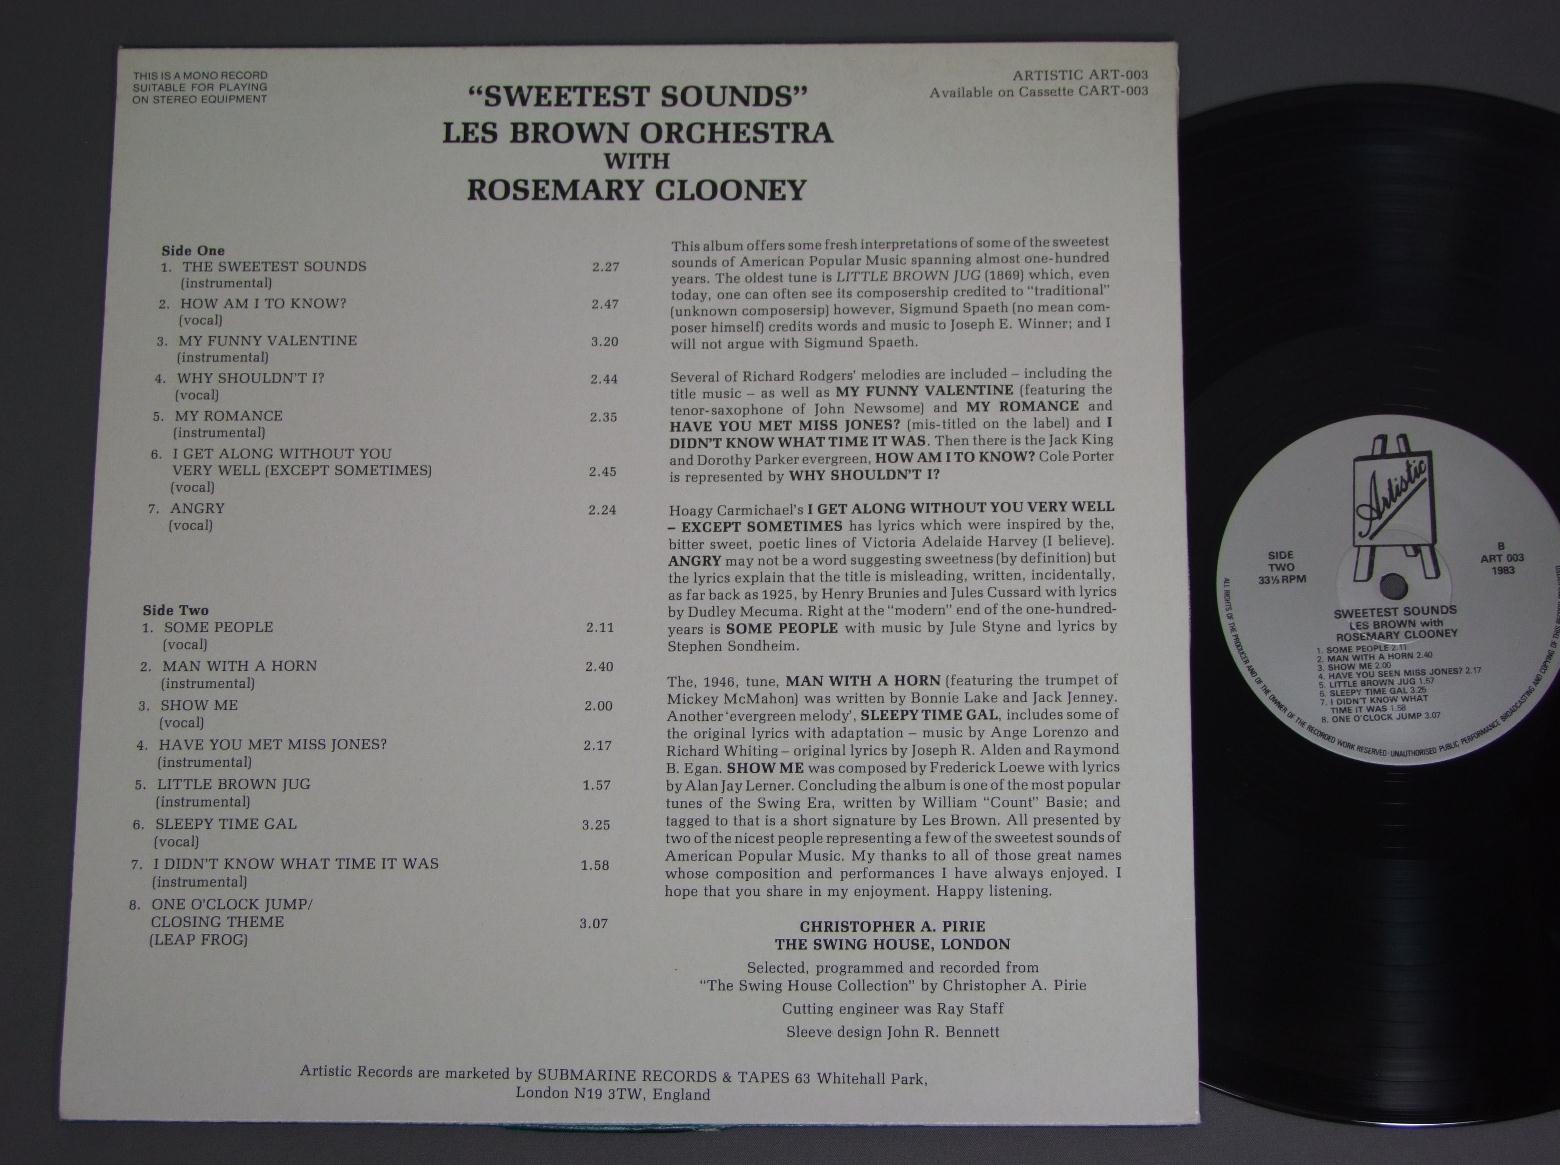 THIS IS A MONO RECORD
SUITABLE FOR PLAYING
ON STEREO EQUIPMENT
ARTISTIC ART-003
Available on Cassette CART-003
“SWEETEST SOUNDS”
LES BROWN ORCHESTRA
WITH
ROSEMARY CLOONEY
Side One
1. THE SWEETEST SOUNDS 2.27
(instrumental)
2. HOW AM I TO KNOW? 2.47
(vocal)
3. MY FUNNY VALENTINE 3.20
(instrumental)
4. WHY SHOULDN'T I? 2.44
(vocal)
5. MY ROMANCE 2.35
(instrumental)
6. I GET ALONG WITHOUT YOU
VERY WELL (EXCEPT SOMETIMES) 2.45
(vocal)
7. ANGRY 2.24
(vocal)
Side Two
1. SOME PEOPLE 2.11
(vocal)
2. MAN WITH A HORN 2.40
(instrumental)
3. SHOW ME 2.00
(vocal)
4. HAVE YOU MET MISS JONES? 2.17
(instrumental)
5. LITTLE BROWN JUG 1.57
(instrumental)
6. SLEEPY TIME GAL 3.25
(vocal)
7. I DIDN'T KNOW WHAT TIME IT WAS 1.58
(instrumental)
8. ONE O'CLOCK JUMP/
CLOSING THEME 3.07
(LEAP FROG)
This album offers some fresh interpretations of some of the sweetest
sounds of American Popular Music spanning almost one-hundred
years. The oldest tune is LITTLE BROWN JUG (1869) which, even
today, one can often see its composership credited to “traditional”
(unknown composersip) however, Sigmund Spaeth (no mean com-
poser himself) credits words and music to Joseph E. Winner; and I
will not argue with Sigmund Spaeth.
Several of Richard Rodgers' melodies are included – including the
title music – as well as MY FUNNY VALENTINE (featuring the
tenor-saxophone of John Newsome) and MY ROMANCE and
HAVE YOU MET MISS JONES? (mis-titled on the label) and I
DIDN'T KNOW WHAT TIME IT WAS. Then there is the Jack King
and Dorothy Parker evergreen, HOW AM I TO KNOW? Cole Porter
is represented by WHY SHOULDN'T I?
Hoagy Carmichael's I GET ALONG WITHOUT YOU VERY WELL
– EXCEPT SOMETIMES has lyrics which were inspired by the,
bitter sweet, poetic lines of Victoria Adelaide Harvey (I believe).
ANGRY may not be a word suggesting sweetness (by definition) but
the lyrics explain that the title is misleading, written, incidentally,
as far back as 1925, by Henry Brunies and Jules Cussard with lyrics
by Dudley Mecuma. Right at the “modern” end of the one-hundred-
years is SOME PEOPLE with music by Jule Styne and lyrics by
Stephen Sondheim.
The, 1946, tune, MAN WITH A HORN (featuring the trumpet of
Mickey McMahon) was written by Bonnie Lake and Jack Jenney.
Another ‘evergreen melody’, SLEEPY TIME GAL, includes some of
the original lyrics with adaptation – music by Ange Lorenzo and
Richard Whiting – original lyrics by Joseph R. Alden and Raymond
B. Egan. SHOW ME was composed by Frederick Loewe with lyrics
by Alan Jay Lerner. Concluding the album is one of the most popular
tunes of the Swing Era, written by William “Count” Basie; and
tagged to that is a short signature by Les Brown. All presented by
two of the nicest people representing a few of the sweetest sounds of
American Popular Music. My thanks to all of those great names
whose composition and performances I have always enjoyed. I
hope that you share in my enjoyment. Happy listening.
CHRISTOPHER A. PIRIE
THE SWING HOUSE, LONDON
Selected, programmed and recorded from
“The Swing House Collection” by Christopher A. Pirie
Cutting engineer was Ray Staff
Sleeve design John R. Bennett
Artistic Records are marketed by SUBMARINE RECORDS & TAPES 63 Whitehall Park,
London N19 3TW, England
Artistic
SIDE
TWO
33⅓ RPM
B
ART 003
1983
SWEETEST SOUNDS
LES BROWN with
ROSEMARY CLOONEY
1. SOME PEOPLE 2.11
2. MAN WITH A HORN 2.40
3. SHOW ME 2.00
4. HAVE YOU SEEN MISS JONES? 2.17
5. LITTLE BROWN JUG 1.57
6. SLEEPY TIME GAL 3.25
7. I DIDN'T KNOW WHAT
TIME IT WAS 1.58
8. ONE O'CLOCK JUMP 3.07
ALL RIGHTS OF THE PRODUCER AND OF THE OWNER OF THE RECORDED WORK RESERVED · UNAUTHORISED PUBLIC PERFORMANCE BROADCASTING AND COPYING OF THIS